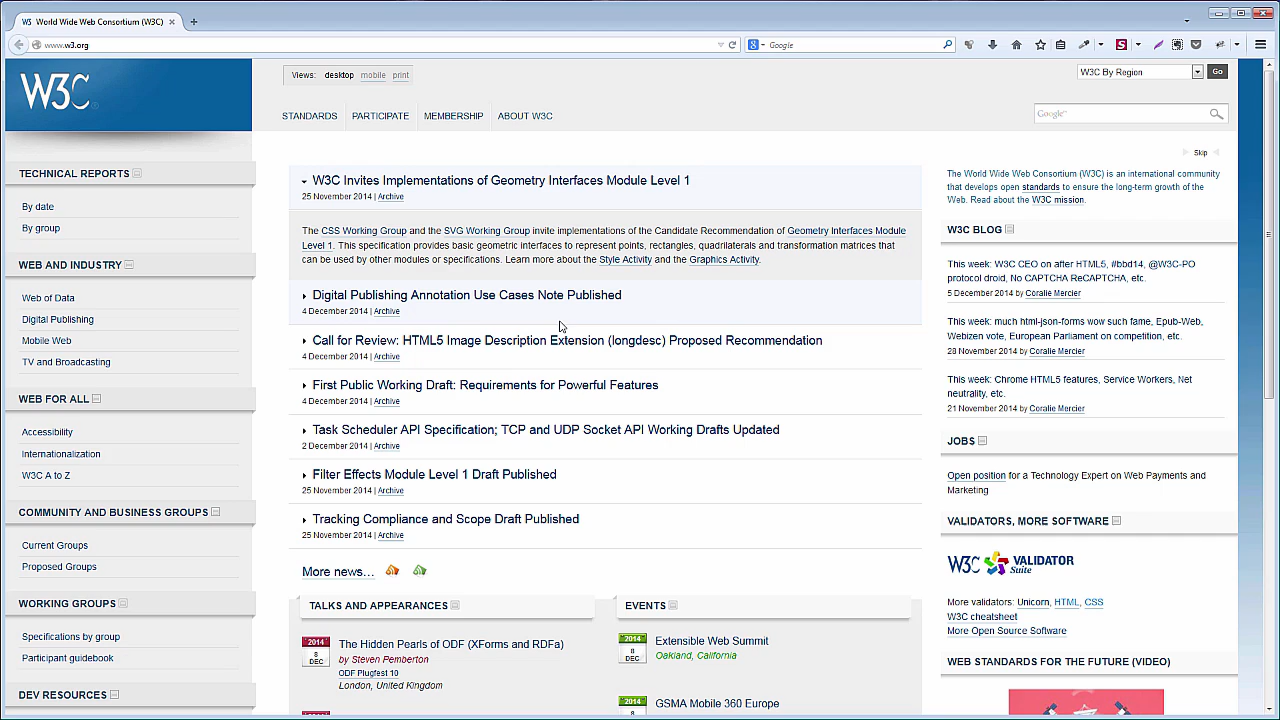 World Wide Web Consortium (W3C)
www.w3.org
Google
W3C
Views: desktop mobile print
W3C By Region
Go
STANDARDS PARTICIPATE MEMBERSHIP ABOUT W3C
Google
Skip
TECHNICAL REPORTS
By date
By group
WEB AND INDUSTRY
Web of Data
Digital Publishing
Mobile Web
TV and Broadcasting
WEB FOR ALL
Accessibility
Internationalization
W3C A to Z
COMMUNITY AND BUSINESS GROUPS
Current Groups
Proposed Groups
WORKING GROUPS
Specifications by group
Participant guidebook
DEV RESOURCES
W3C Invites Implementations of Geometry Interfaces Module Level 1
25 November 2014 | Archive
The CSS Working Group and the SVG Working Group invite implementations of the Candidate Recommendation of Geometry Interfaces Module
Level 1. This specification provides basic geometric interfaces to represent points, rectangles, quadrilaterals and transformation matrices that
can be used by other modules or specifications. Learn more about the Style Activity and the Graphics Activity.
Digital Publishing Annotation Use Cases Note Published
4 December 2014 | Archive
Call for Review: HTML5 Image Description Extension (longdesc) Proposed Recommendation
4 December 2014 | Archive
First Public Working Draft: Requirements for Powerful Features
4 December 2014 | Archive
Task Scheduler API Specification; TCP and UDP Socket API Working Drafts Updated
2 December 2014 | Archive
Filter Effects Module Level 1 Draft Published
25 November 2014 | Archive
Tracking Compliance and Scope Draft Published
25 November 2014 | Archive
More news...
TALKS AND APPEARANCES
2014
8
DEC
The Hidden Pearls of ODF (XForms and RDFa)
by Steven Pemberton
ODF Plugfest 10
London, United Kingdom
2014
EVENTS
2014
8
DEC
Extensible Web Summit
Oakland, California
2014
8
GSMA Mobile 360 Europe
The World Wide Web Consortium (W3C) is an international community
that develops open standards to ensure the long-term growth of the
Web. Read about the W3C mission.
W3C BLOG
This week: W3C CEO on after HTML5, #bbd14, @W3C-PO
protocol droid, No CAPTCHA ReCAPTCHA, etc.
5 December 2014 by Coralie Mercier
This week: much html-json-forms wow such fame, Epub-Web,
Webizen vote, European Parliament on competition, etc.
28 November 2014 by Coralie Mercier
This week: Chrome HTML5 features, Service Workers, Net
neutrality, etc.
21 November 2014 by Coralie Mercier
JOBS
Open position for a Technology Expert on Web Payments and
Marketing
VALIDATORS, MORE SOFTWARE
W3C VALIDATOR
Suite
More validators: Unicorn, HTML, CSS
W3C cheatsheet
More Open Source Software
WEB STANDARDS FOR THE FUTURE (VIDEO)